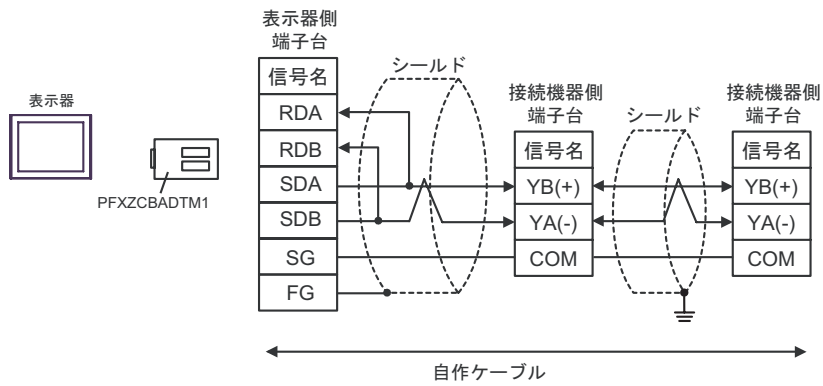 表示器
PFXZCBADTM1
表示器側
端子台
信号名
RDA
RDB
SDA
SDB
SG
FG
シールド
接続機器側
端子台
信号名
YB(+)
YA(-)
COM
シールド
接続機器側
端子台
信号名
YB(+)
YA(-)
COM
自作ケーブル